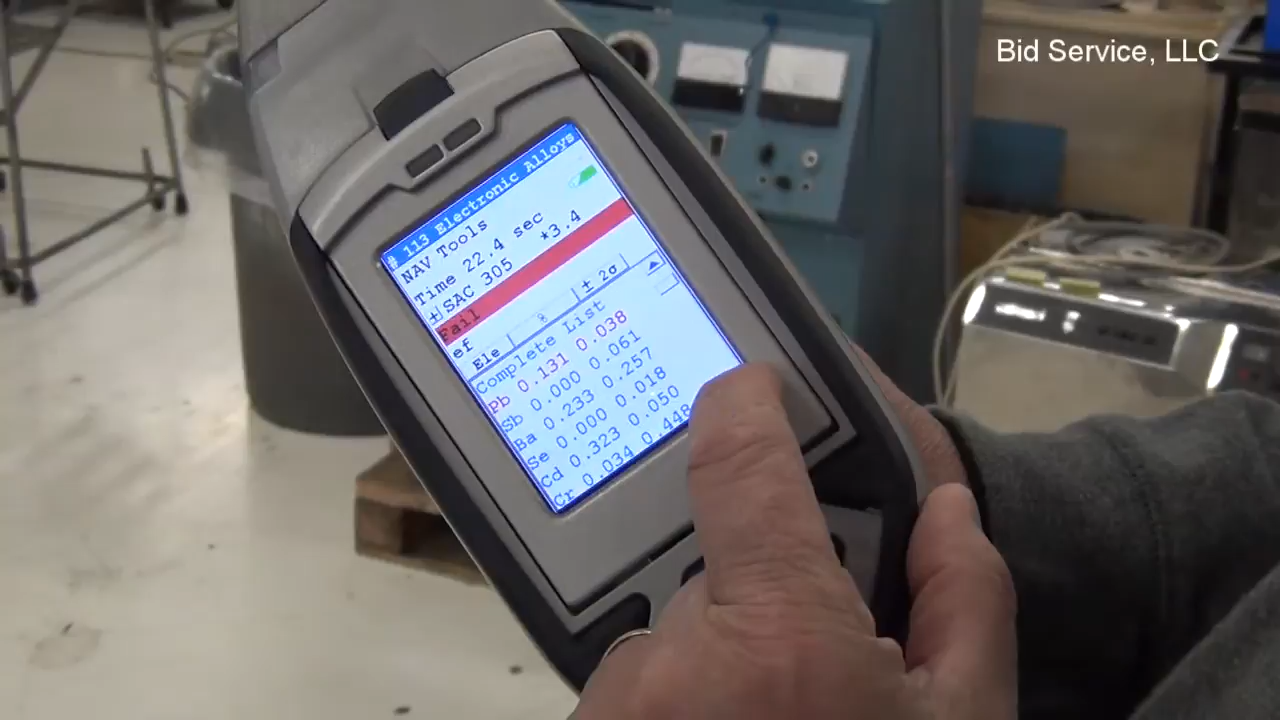 Bid Service, LLC
# 113 Electronic Alloys
NAV Tools
Time 22.4 sec
±|SAC 305 *3.4
Fail
ef
Ele % ± 2σ
Complete List
Pb 0.131 0.038
Sb 0.000 0.061
Ba 0.233 0.257
Se 0.000 0.018
Cd 0.323 0.050
Cr 0.034 0.448